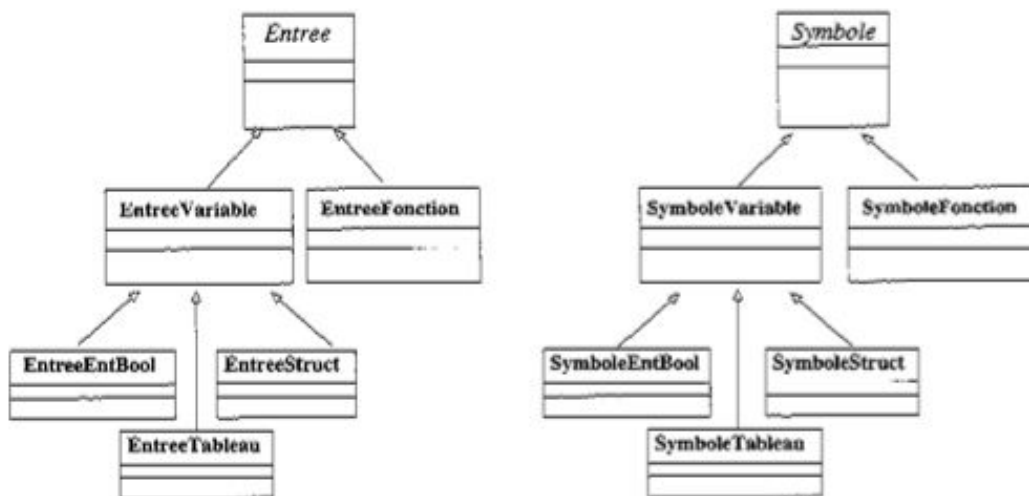 Entree
Symbole
EntreeVariable
EntreeFonction
SymboleVariable
SymboleFonction
EntreeEntBool
EntreeStruct
SymboleEntBool
SymboleStruct
EntreeTableau
SymboleTableau